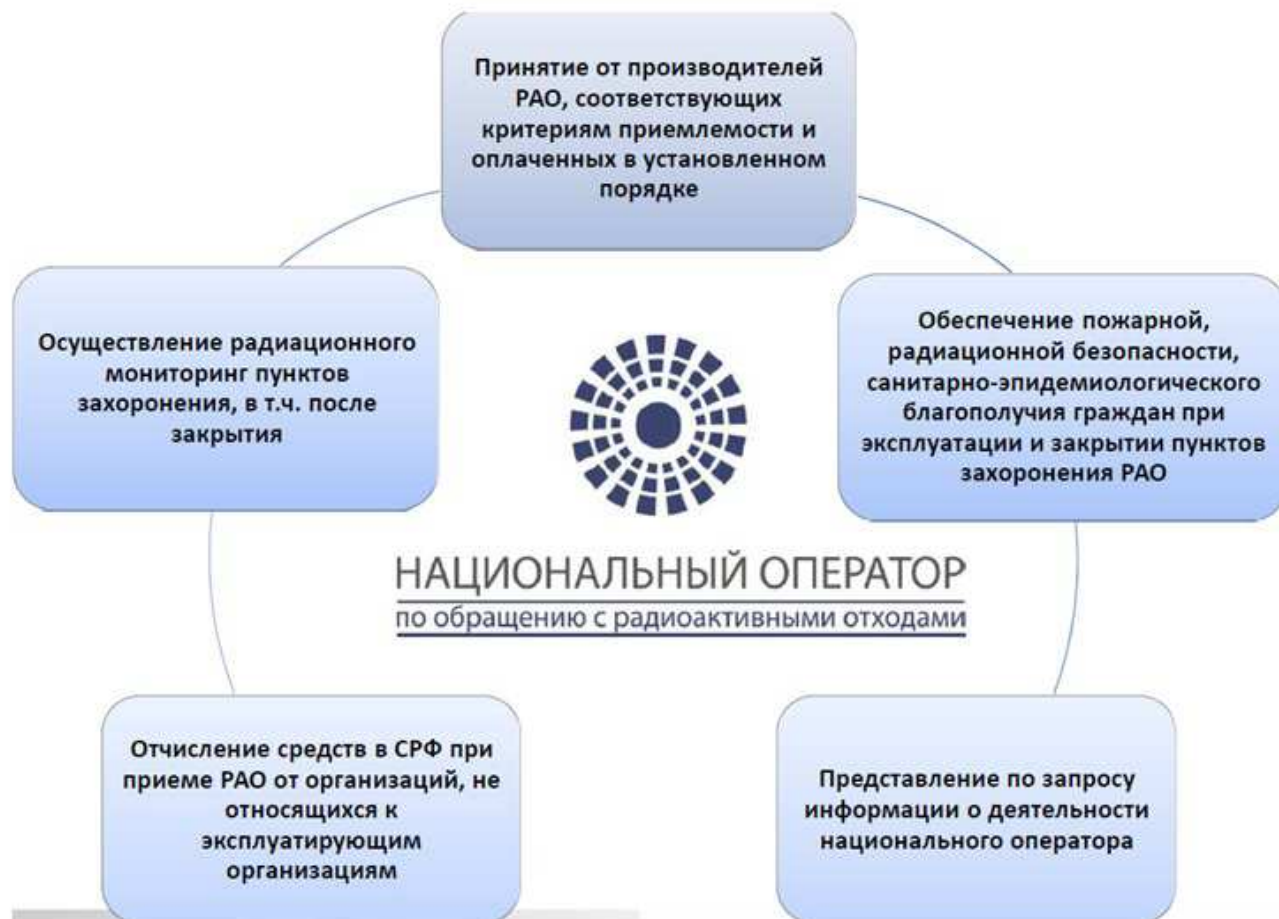 Принятие от производителей
РАО, соответствующих
критериям приемлемости и
оплаченных в установленном
порядке
Осуществление радиационного
мониторинг пунктов
захоронения, в т.ч. после
закрытия
Обеспечение пожарной,
радиационной безопасности,
санитарно-эпидемиологического
благополучия граждан при
эксплуатации и закрытии пунктов
захоронения РАО
НАЦИОНАЛЬНЫЙ ОПЕРАТОР
по обращению с радиоактивными отходами
Отчисление средств в СРФ при
приеме РАО от организаций, не
относящихся к
эксплуатирующим
организациям
Представление по запросу
информации о деятельности
национального оператора